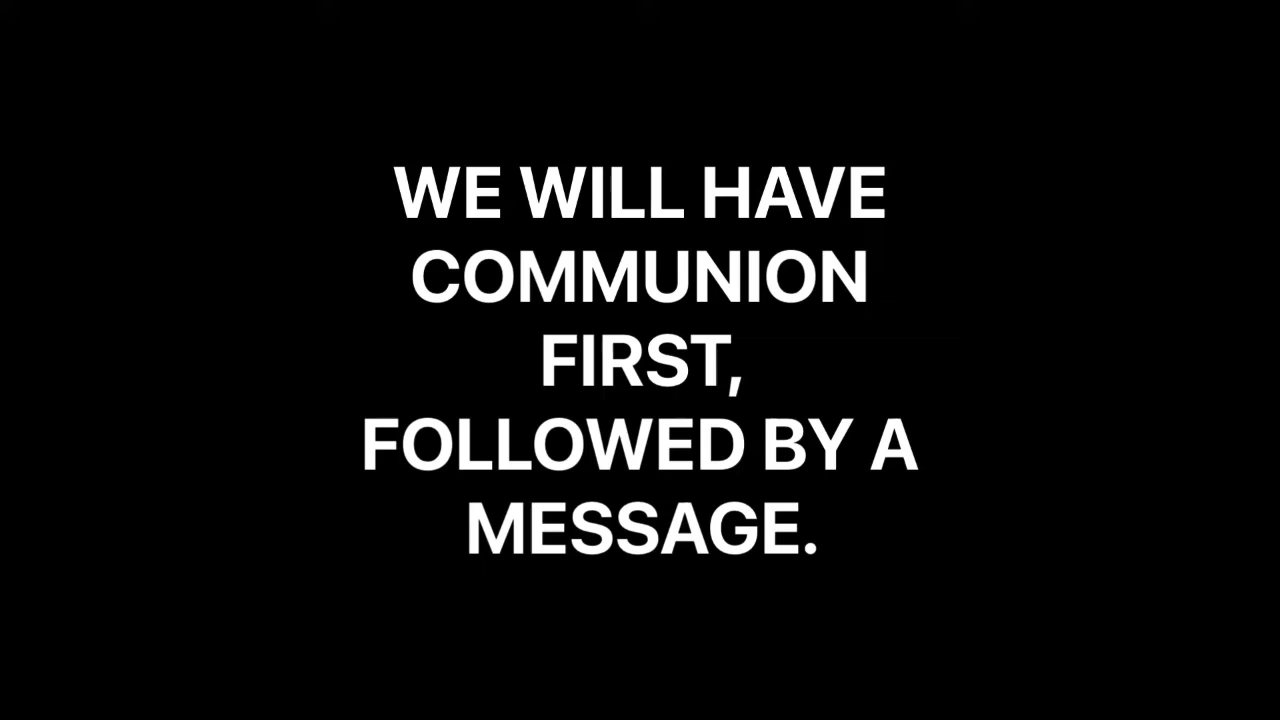 WE WILL HAVE
COMMUNION
FIRST,
FOLLOWED BY A
MESSAGE.